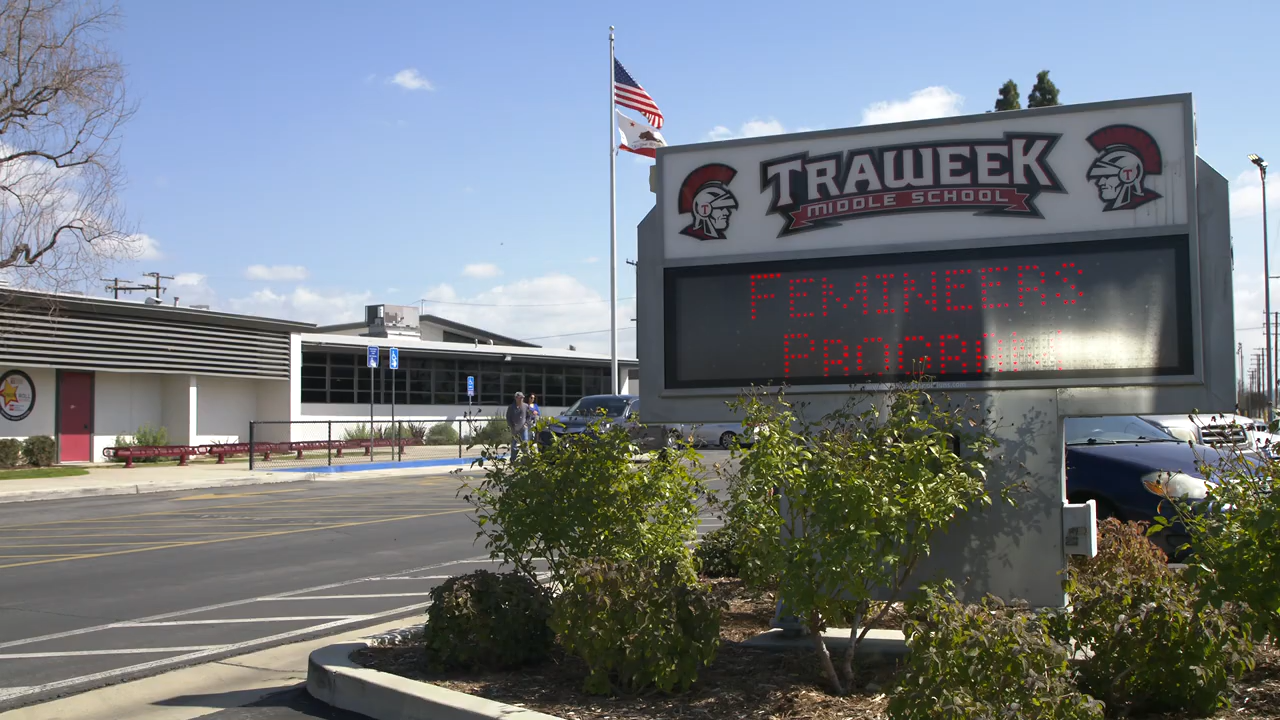 TRAWEEK
MIDDLE SCHOOL
T
T
FEMINEERS
PROGRAM